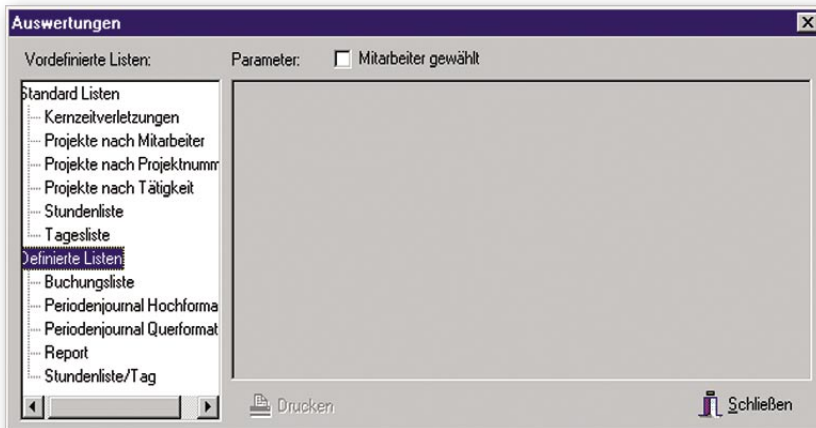 Auswertungen
Vordefinierte Listen:
Parameter:
Mitarbeiter gewählt
Standard Listen
Kernzeitverletzungen
Projekte nach Mitarbeiter
Projekte nach Projektnumm
Projekte nach Tätigkeit
Stundenliste
Tagesliste
Definierte Listen
Buchungsliste
Periodenjournal Hochforma
Periodenjournal Querformat
Report
Stundenliste/Tag
Drucken
Schließen